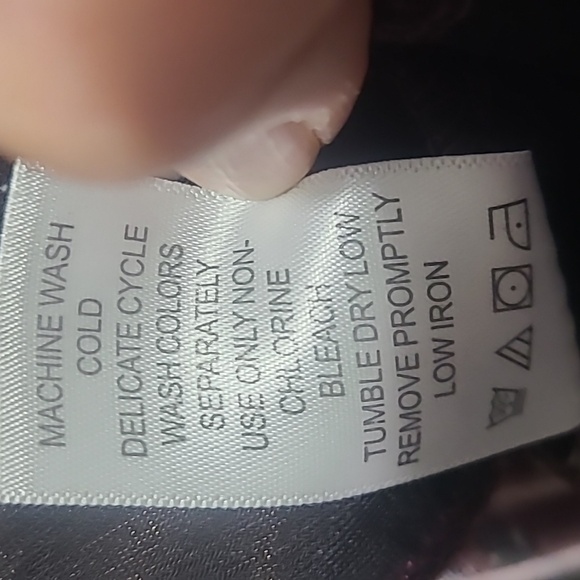 MACHINE WASH
COLD
DELICATE CYCLE
WASH COLORS
SEPARATELY
USE ONLY NON-
CHLORINE
BLEACH
TUMBLE DRY LOW
REMOVE PROMPTLY
LOW IRON